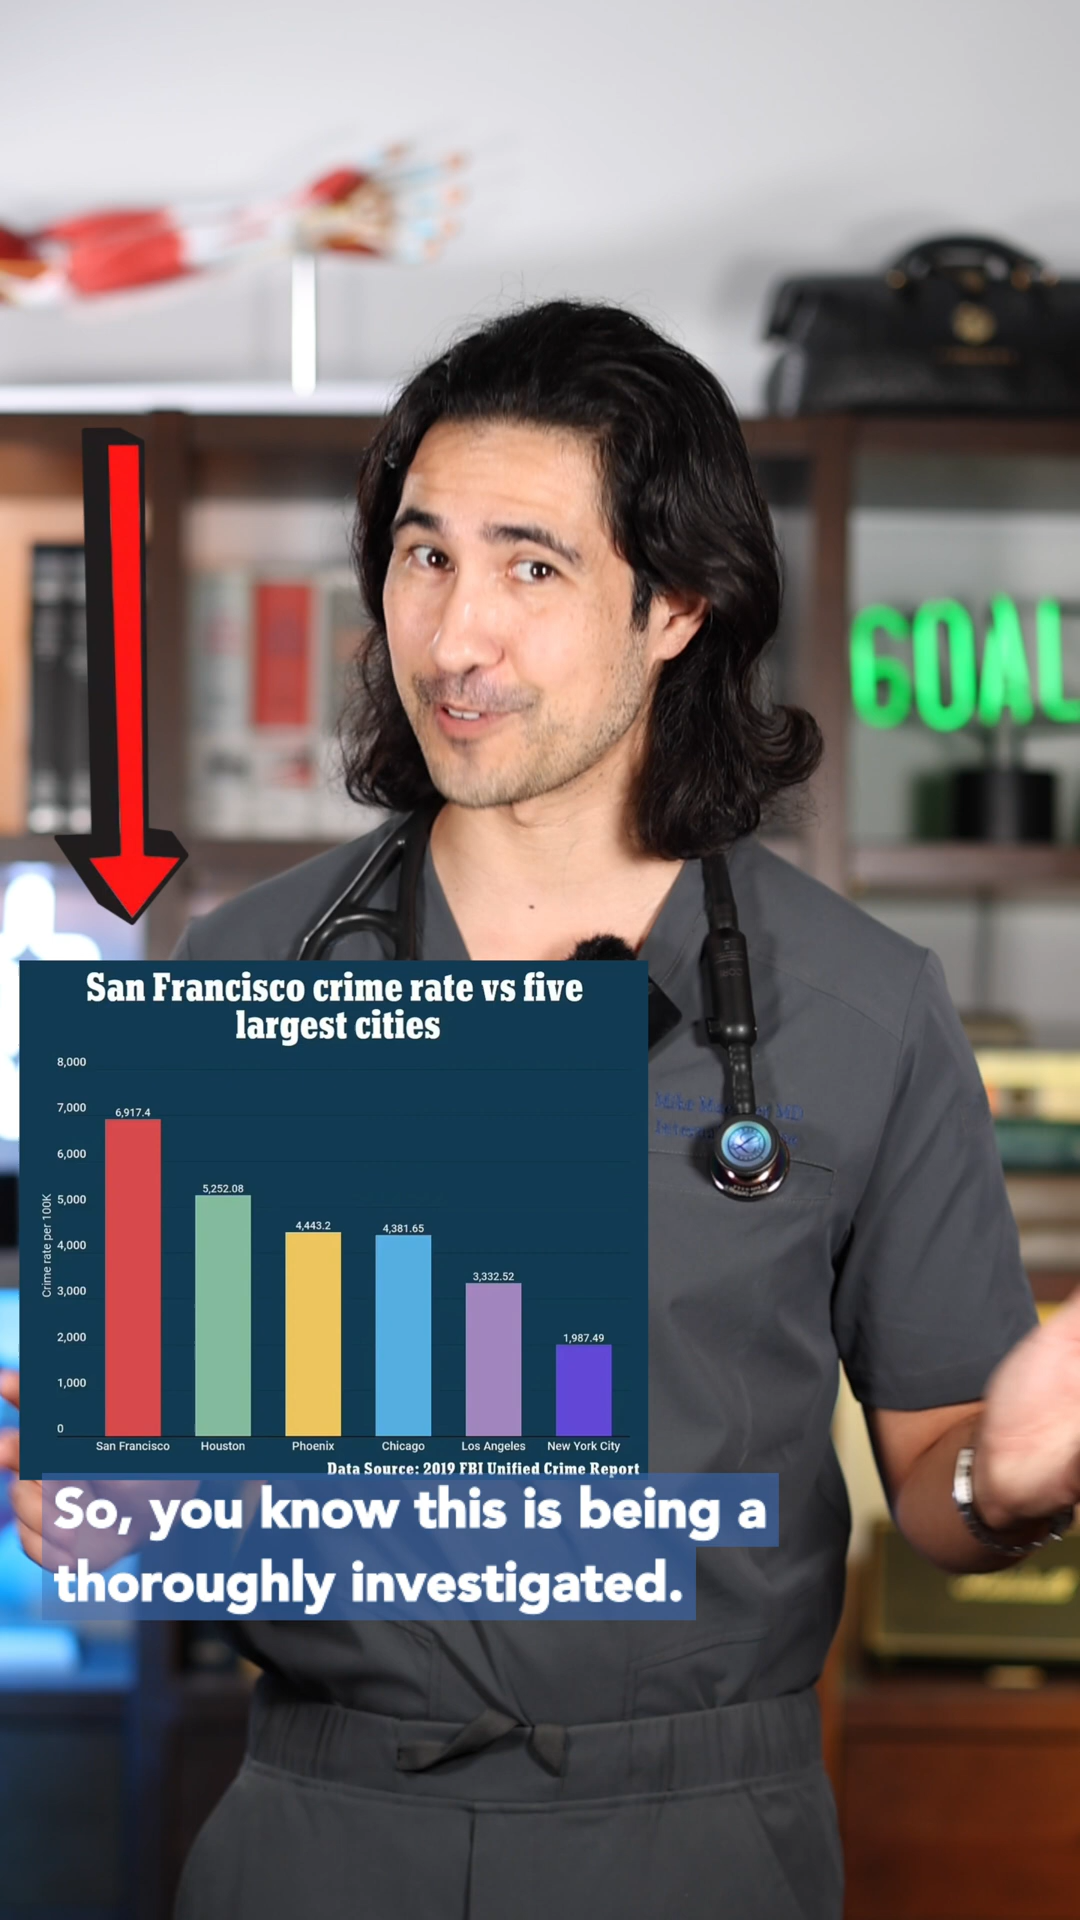 GOAL
San Francisco crime rate vs five
largest cities
8,000
7,000
6,000
5,000
4,000
3,000
2,000
1,000
0
Crime rate per 100K
6,917.4
5,252.08
4,443.2
4,381.65
3,332.52
1,987.49
San Francisco
Houston
Phoenix
Chicago
Los Angeles
New York City
Data Source: 2019 FBI Unified Crime Report
MD
So, you know this is being a
thoroughly investigated.